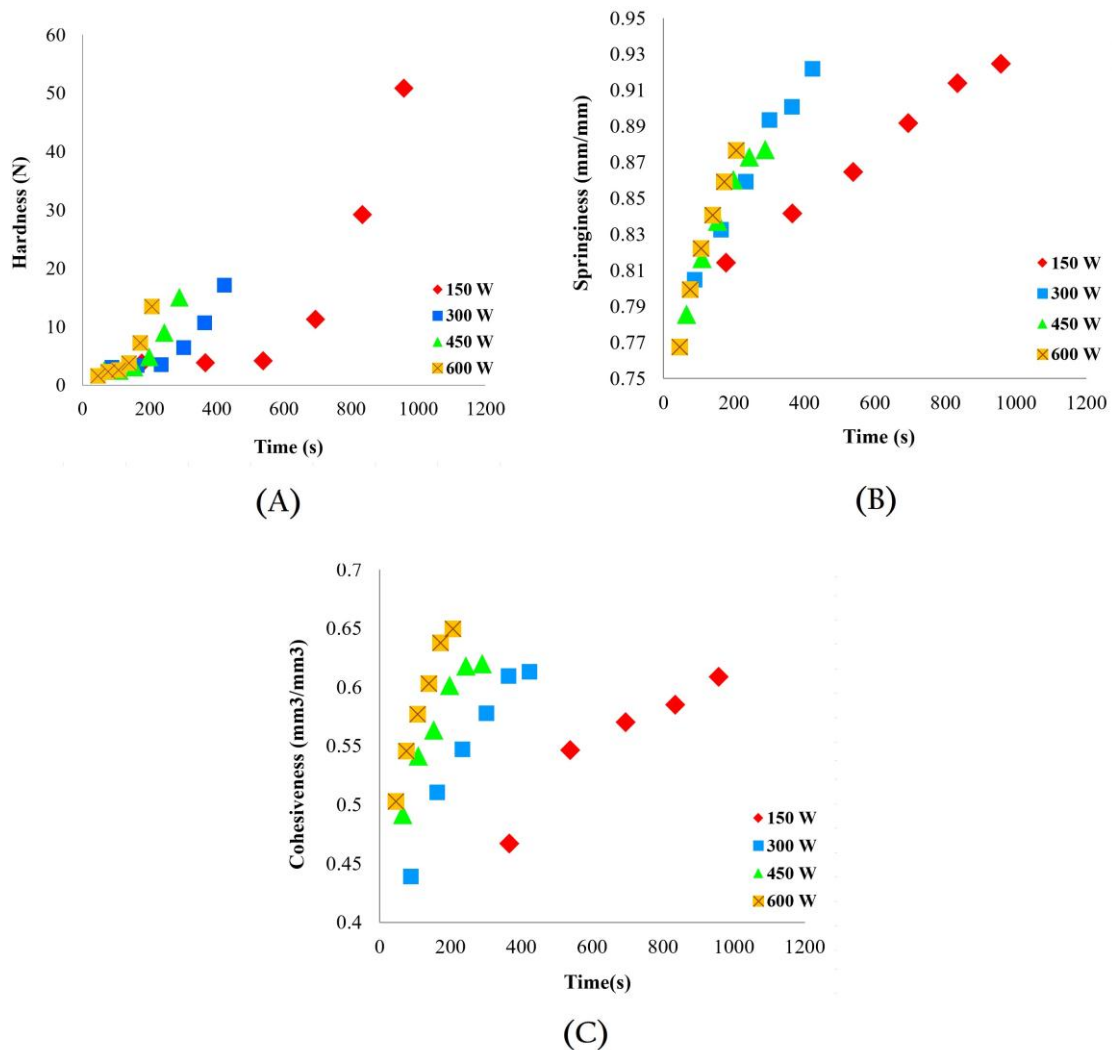 60
50
40
30
20
10
0
Hardness (N)
0 200 400 600 800 1000 1200
Time (s)
150 W
300 W
450 W
600 W
(A)
0.95
0.93
0.91
0.89
0.87
0.85
0.83
0.81
0.79
0.77
0.75
Springiness (mm/mm)
0 200 400 600 800 1000 1200
Time (s)
150 W
300 W
450 W
600 W
(B)
0.7
0.65
0.6
0.55
0.5
0.45
0.4
Cohesiveness (mm3/mm3)
0 200 400 600 800 1000 1200
Time(s)
150 W
300 W
450 W
600 W
(C)